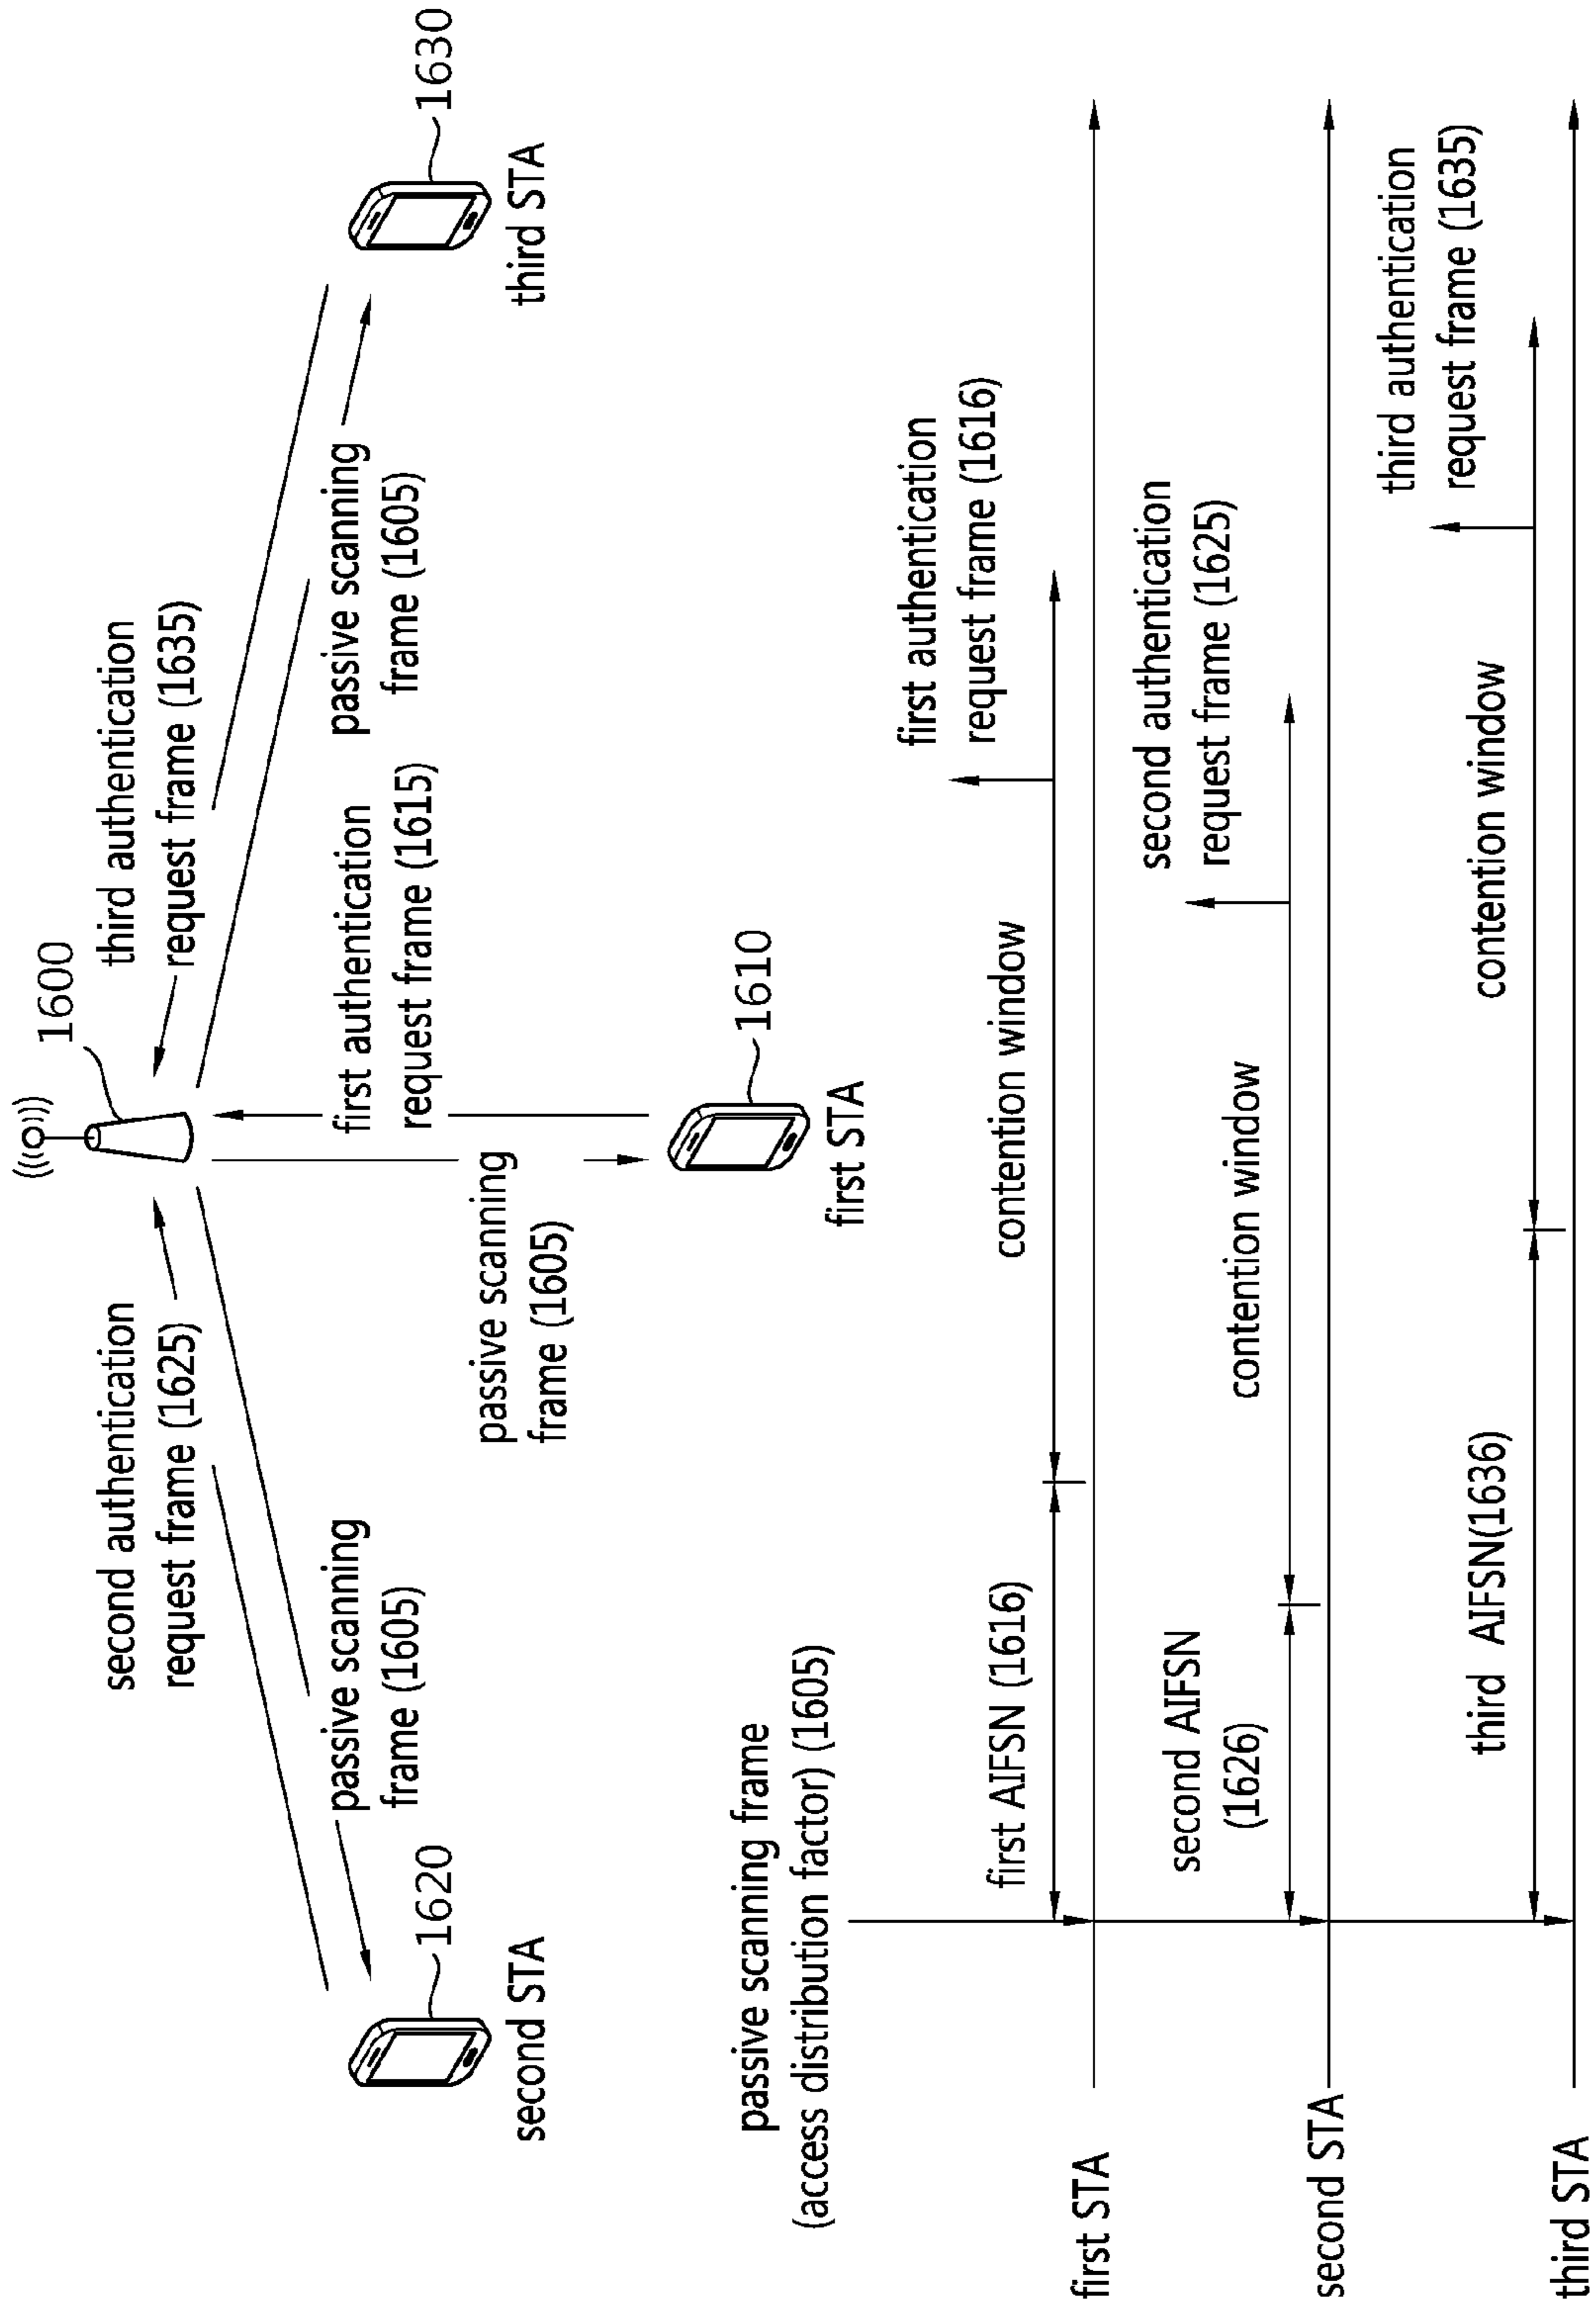 1600
third authentication
request frame (1635)
second authentication
request frame (1625)
first authentication
request frame (1615)
passive scanning
frame (1605)
passive scanning
frame (1605)
passive scanning
frame (1605)
1620
second STA
1610
first STA
1630
third STA
passive scanning frame
(access distribution factor) (1605)
first STA
first AIFSN (1616)
contention window
first authentication
request frame (1616)
second STA
second AIFSN
(1626)
contention window
second authentication
request frame (1625)
third STA
third AIFSN(1636)
contention window
third authentication
request frame (1635)